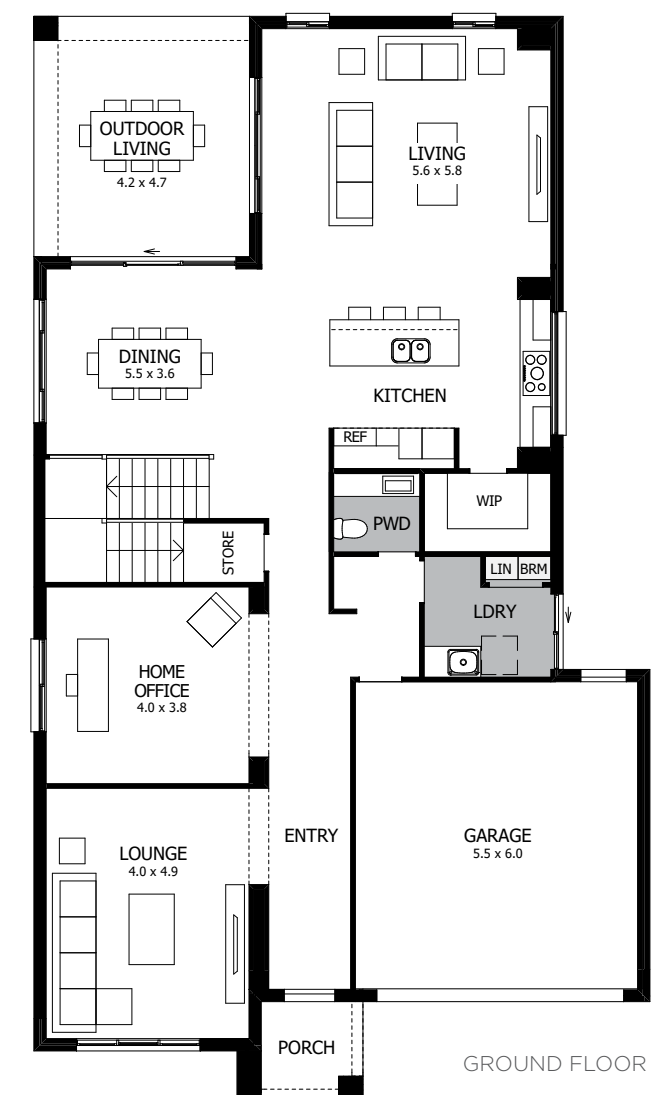 OUTDOOR
LIVING
4.2 x 4.7
LIVING
5.6 x 5.8
DINING
5.5 x 3.6
KITCHEN
REF
PWD
WIP
STORE
LIN
BRM
LDRY
HOME
OFFICE
4.0 x 3.8
LOUNGE
4.0 x 4.9
ENTRY
GARAGE
5.5 x 6.0
PORCH
GROUND FLOOR